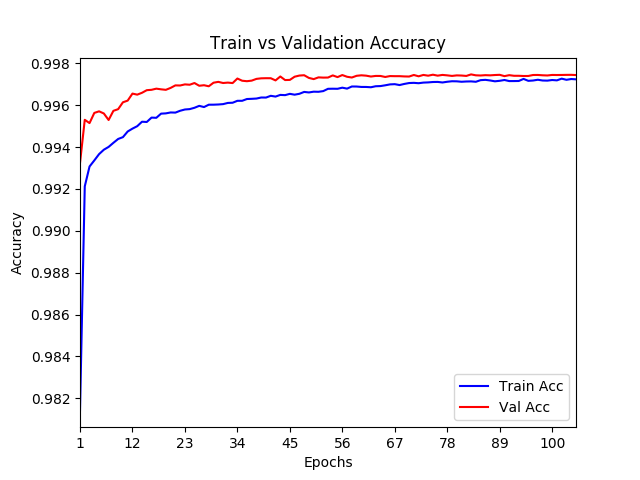 Train vs Validation Accuracy
0.998
0.996
0.994
0.992
0.990
0.988
0.986
0.984
0.982
Accuracy
Train Acc
Val Acc
1 12 23 34 45 56 67 78 89 100
Epochs